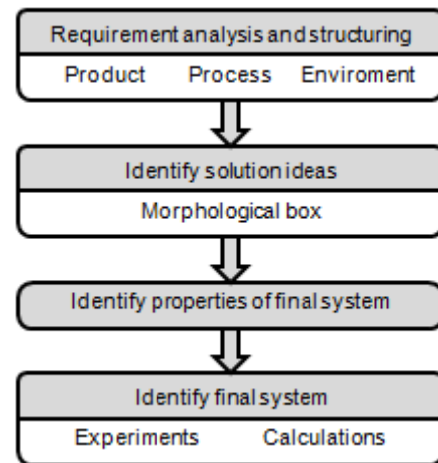 Requirement analysis and structuring
Product Process Enviroment
Identify solution ideas
Morphological box
Identify properties of final system
Identify final system
Experiments Calculations